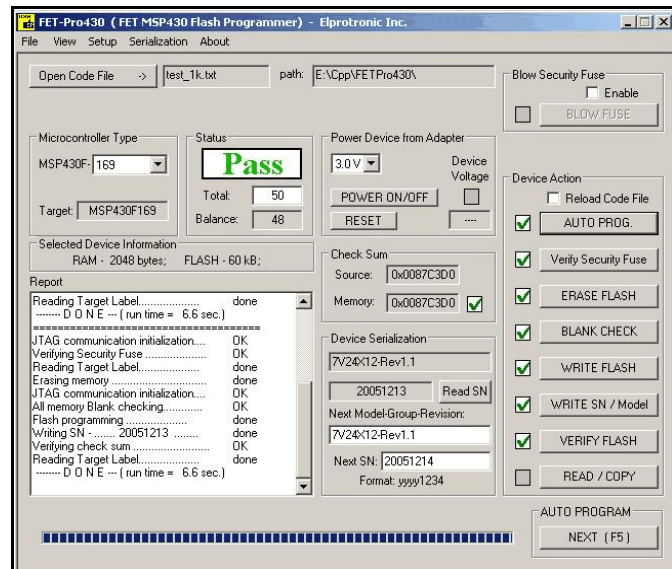 FET-Pro430 ( FET MSP430 Flash Programmer) - Elprotronic Inc.
File View Setup Serialization About
Open Code File -> test_1k.txt path: E:\Cpp\FETPro430\
Blow Security Fuse
Enable
BLOW FUSE
Microcontroller Type
MSP430F- 169
Target: MSP430F169
Status
Pass
Total: 50
Balance: 48
Power Device from Adapter
3.0 V
Device
Voltage
POWER ON/OFF
RESET ----
Selected Device Information
RAM - 2048 bytes; FLASH - 60 kB;
Report
Reading Target Label.................... done
------- D O N E --- ( run time = 6.6 sec.)
=====================================
JTAG communication initialization.... OK
Verifying Security Fuse .................. OK
Reading Target Label.................... done
Erasing memory ........................... done
JTAG communication initialization.... OK
All memory Blank checking............ OK
Flash programming ...................... done
Writing SN - ....... 20051213 ........ done
Verifying check sum .................... OK
Reading Target Label.................... done
------- D O N E --- ( run time = 6.6 sec.)
Check Sum
Source: 0x0087C3D0
Memory: 0x0087C3D0
Device Serialization
7V24X12-Rev1.1
20051213 Read SN
Next Model-Group-Revision:
7V24X12-Rev1.1
Next SN: 20051214
Format: yyyy1234
Device Action
Reload Code File
AUTO PROG.
Verify Security Fuse
ERASE FLASH
BLANK CHECK
WRITE FLASH
WRITE SN / Model
VERIFY FLASH
READ / COPY
AUTO PROGRAM
NEXT (F5)